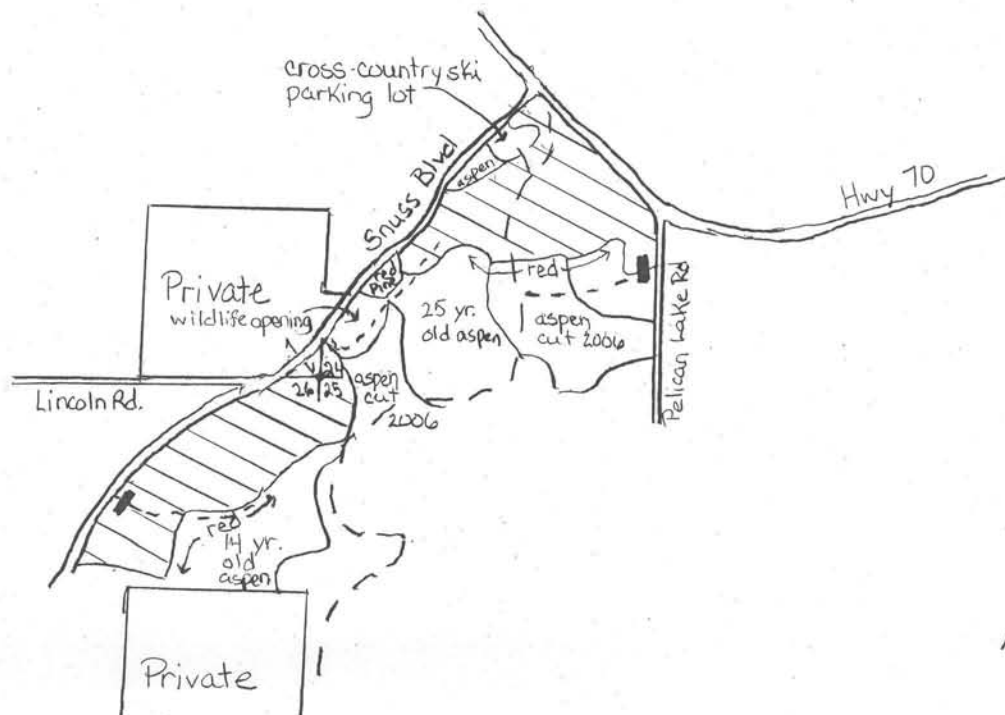 cross-country ski
parking lot
Snuss Blvd
aspen
Hwy 70
Private
wildlife opening
red
pine
red
25 yr.
old aspen
aspen
cut 2006
Pelican Lake Rd
24
26 25
Lincoln Rd.
aspen
cut
2006
red
14 yr.
old
aspen
Private